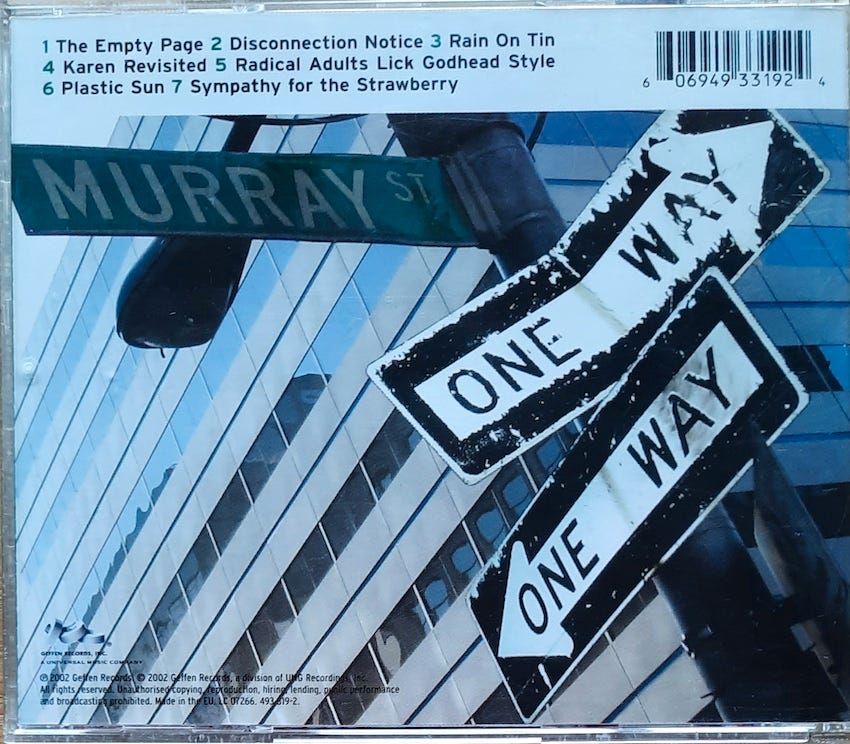 1 The Empty Page 2 Disconnection Notice 3 Rain On Tin
4 Karen Revisited 5 Radical Adults Lick Godhead Style
6 Plastic Sun 7 Sympathy for the Strawberry
6 06949 33192 4
MURRAY ST
ONE WAY
ONE WAY
GEFFEN RECORDS, INC.
A UNIVERSAL MUSIC COMPANY
℗ 2002 Geffen Records. © 2002 Geffen Records, a division of UMG Recordings, Inc.
All rights reserved. Unauthorised copying, reproduction, hiring, lending, public performance
and broadcasting prohibited. Made in the EU. LC 07266. 493 319-2.